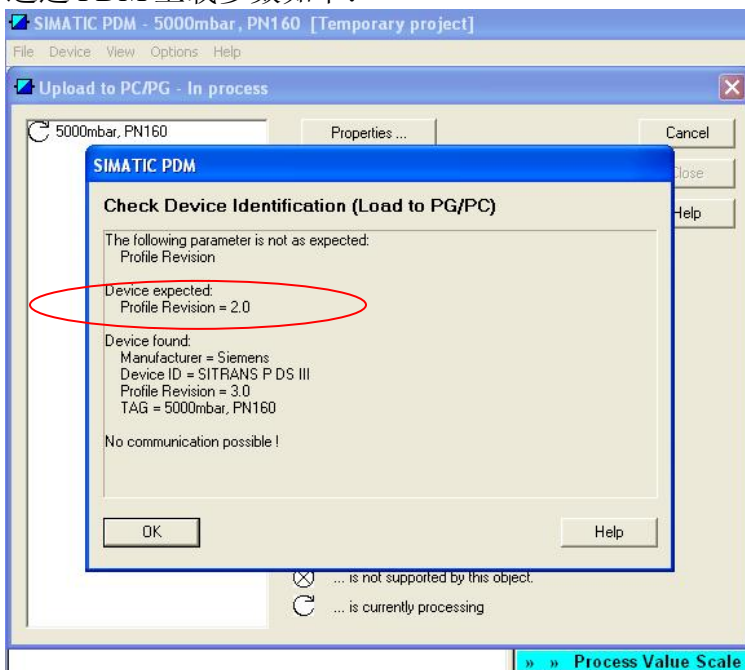 SIMATIC PDM - 5000mbar, PN160 [Temporary project]
File Device View Options Help
Upload to PC/PG - In process
5000mbar, PN160
Properties ...
Cancel
Close
Help
SIMATIC PDM
Check Device Identification (Load to PG/PC)
The following parameter is not as expected:
Profile Revision
Device expected:
Profile Revision = 2.0
Device found:
Manufacturer = Siemens
Device ID = SITRANS P DS III
Profile Revision = 3.0
TAG = 5000mbar, PN160
No communication possible !
OK
Help
... is not supported by this object.
... is currently processing
» » Process Value Scale